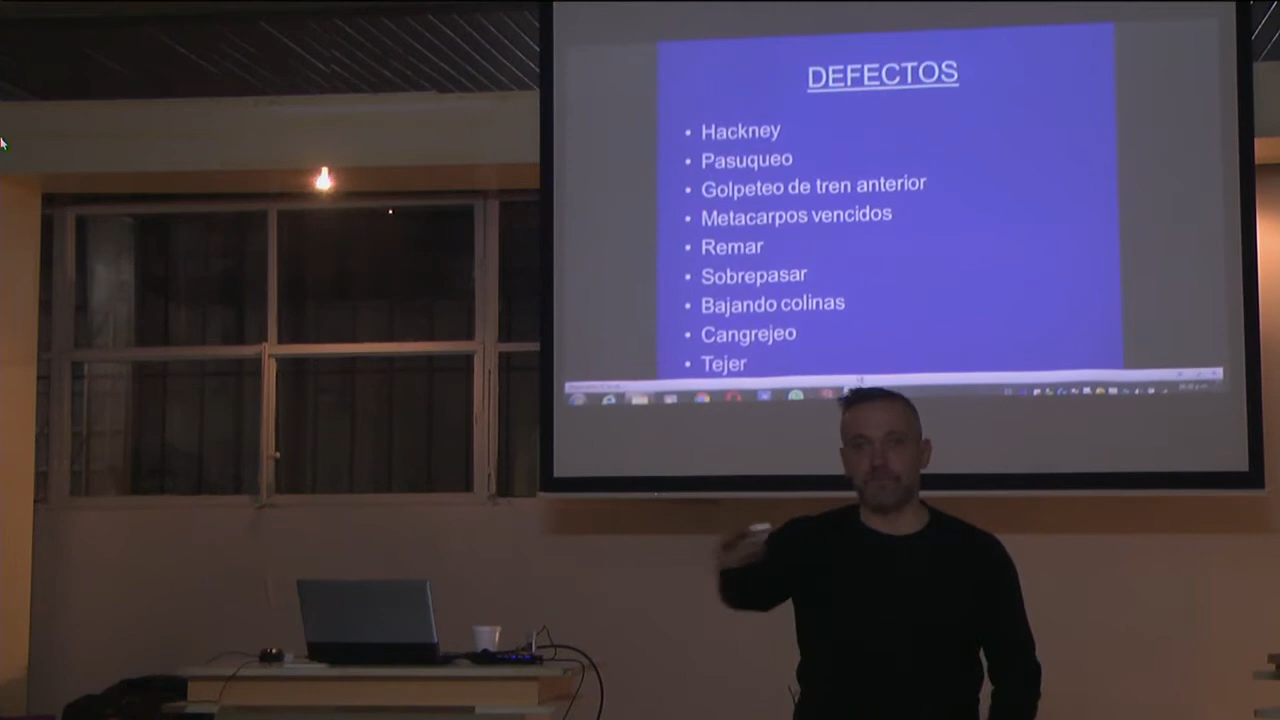 DEFECTOS
• Hackney
• Pasuqueo
• Golpeteo de tren anterior
• Metacarpos vencidos
• Remar
• Sobrepasar
• Bajando colinas
• Cangrejeo
• Tejer